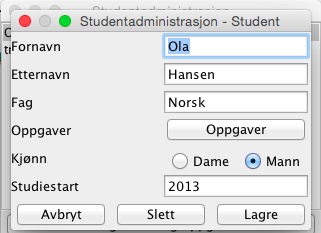 Studentadministrasjon - Student
Fornavn Ola
Etternavn Hansen
Fag Norsk
Oppgaver Oppgaver
Kjønn Dame Mann
Studiestart 2013
Avbryt Slett Lagre